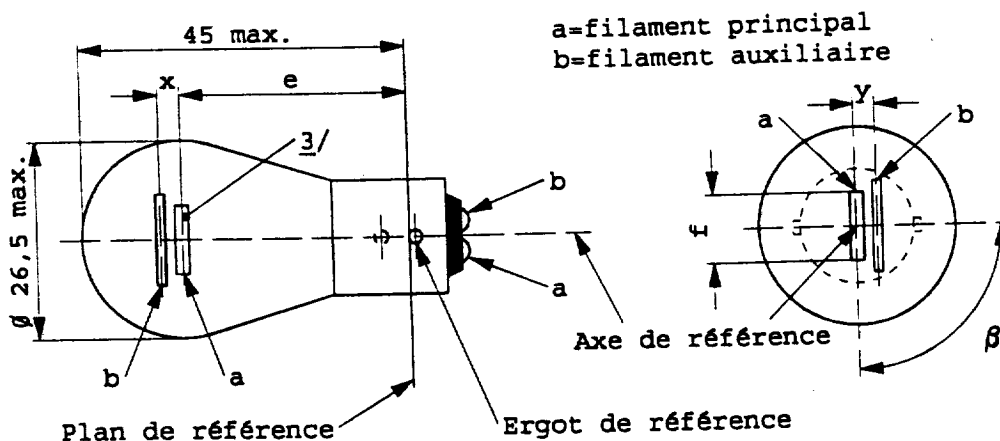 45 max.
a=filament principal
b=filament auxiliaire
x
e
y
a
b
3/
b
f
Ø 26,5 max.
a
Axe de référence
β
b
a
Plan de référence
Ergot de référence